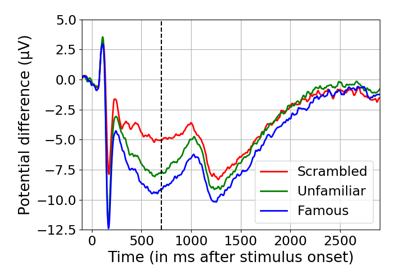 5.0
2.5
0.0
−2.5
−5.0
−7.5
−10.0
−12.5
Potential difference (μV)
Scrambled
Unfamiliar
Famous
0 500 1000 1500 2000 2500
Time (in ms after stimulus onset)